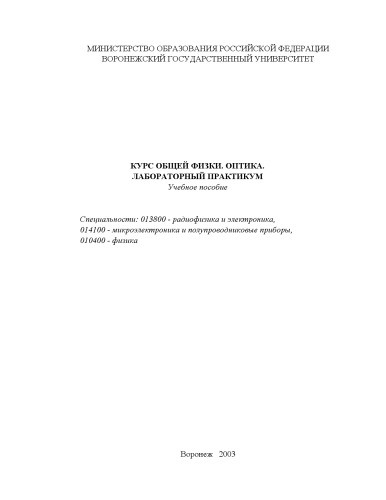 МИНИСТЕРСТВО ОБРАЗОВАНИЯ РОССИЙСКОЙ ФЕДЕРАЦИИ
ВОРОНЕЖСКИЙ ГОСУДАРСТВЕННЫЙ УНИВЕРСИТЕТ
КУРС ОБЩЕЙ ФИЗКИ. ОПТИКА.
ЛАБОРАТОРНЫЙ ПРАКТИКУМ
Учебное пособие
Специальности: 013800 - радиофизика и электроника,
014100 - микроэлектроника и полупроводниковые приборы,
010400 - физика
Воронеж 2003